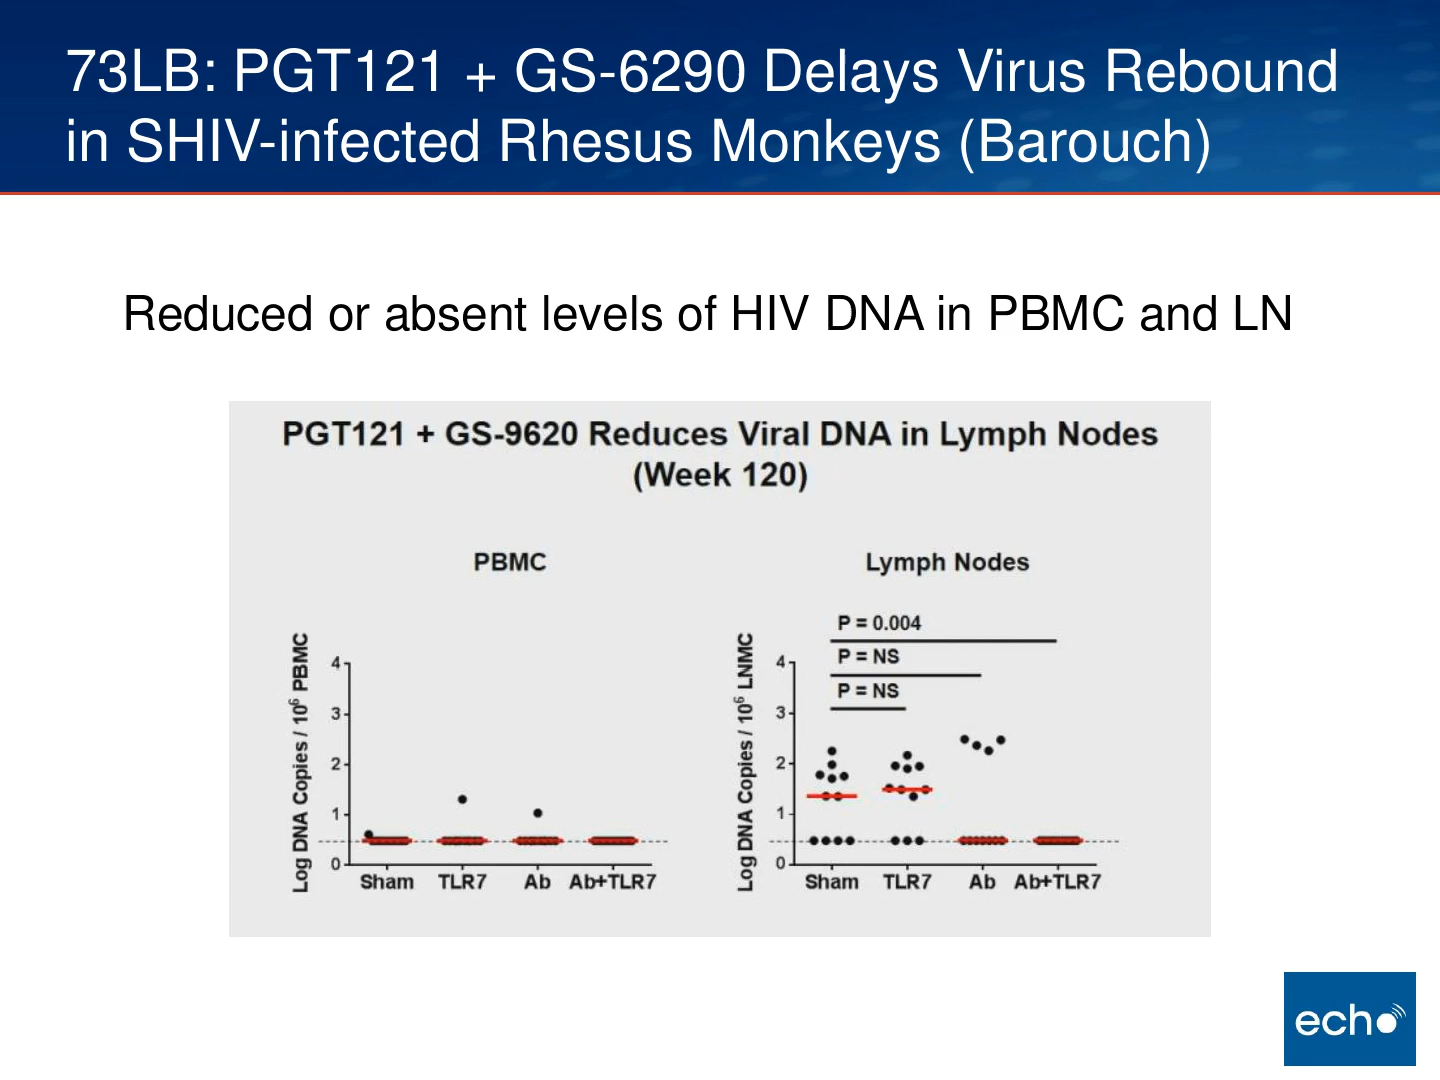 73LB: PGT121 + GS-6290 Delays Virus Rebound
in SHIV-infected Rhesus Monkeys (Barouch)
Reduced or absent levels of HIV DNA in PBMC and LN
PGT121 + GS-9620 Reduces Viral DNA in Lymph Nodes
(Week 120)
PBMC
Log DNA Copies / 10⁶ PBMC
4
3
2
1
0
Sham TLR7 Ab Ab+TLR7
Lymph Nodes
P = 0.004
P = NS
P = NS
Log DNA Copies / 10⁶ LNMC
4
3
2
1
0
Sham TLR7 Ab Ab+TLR7
echo